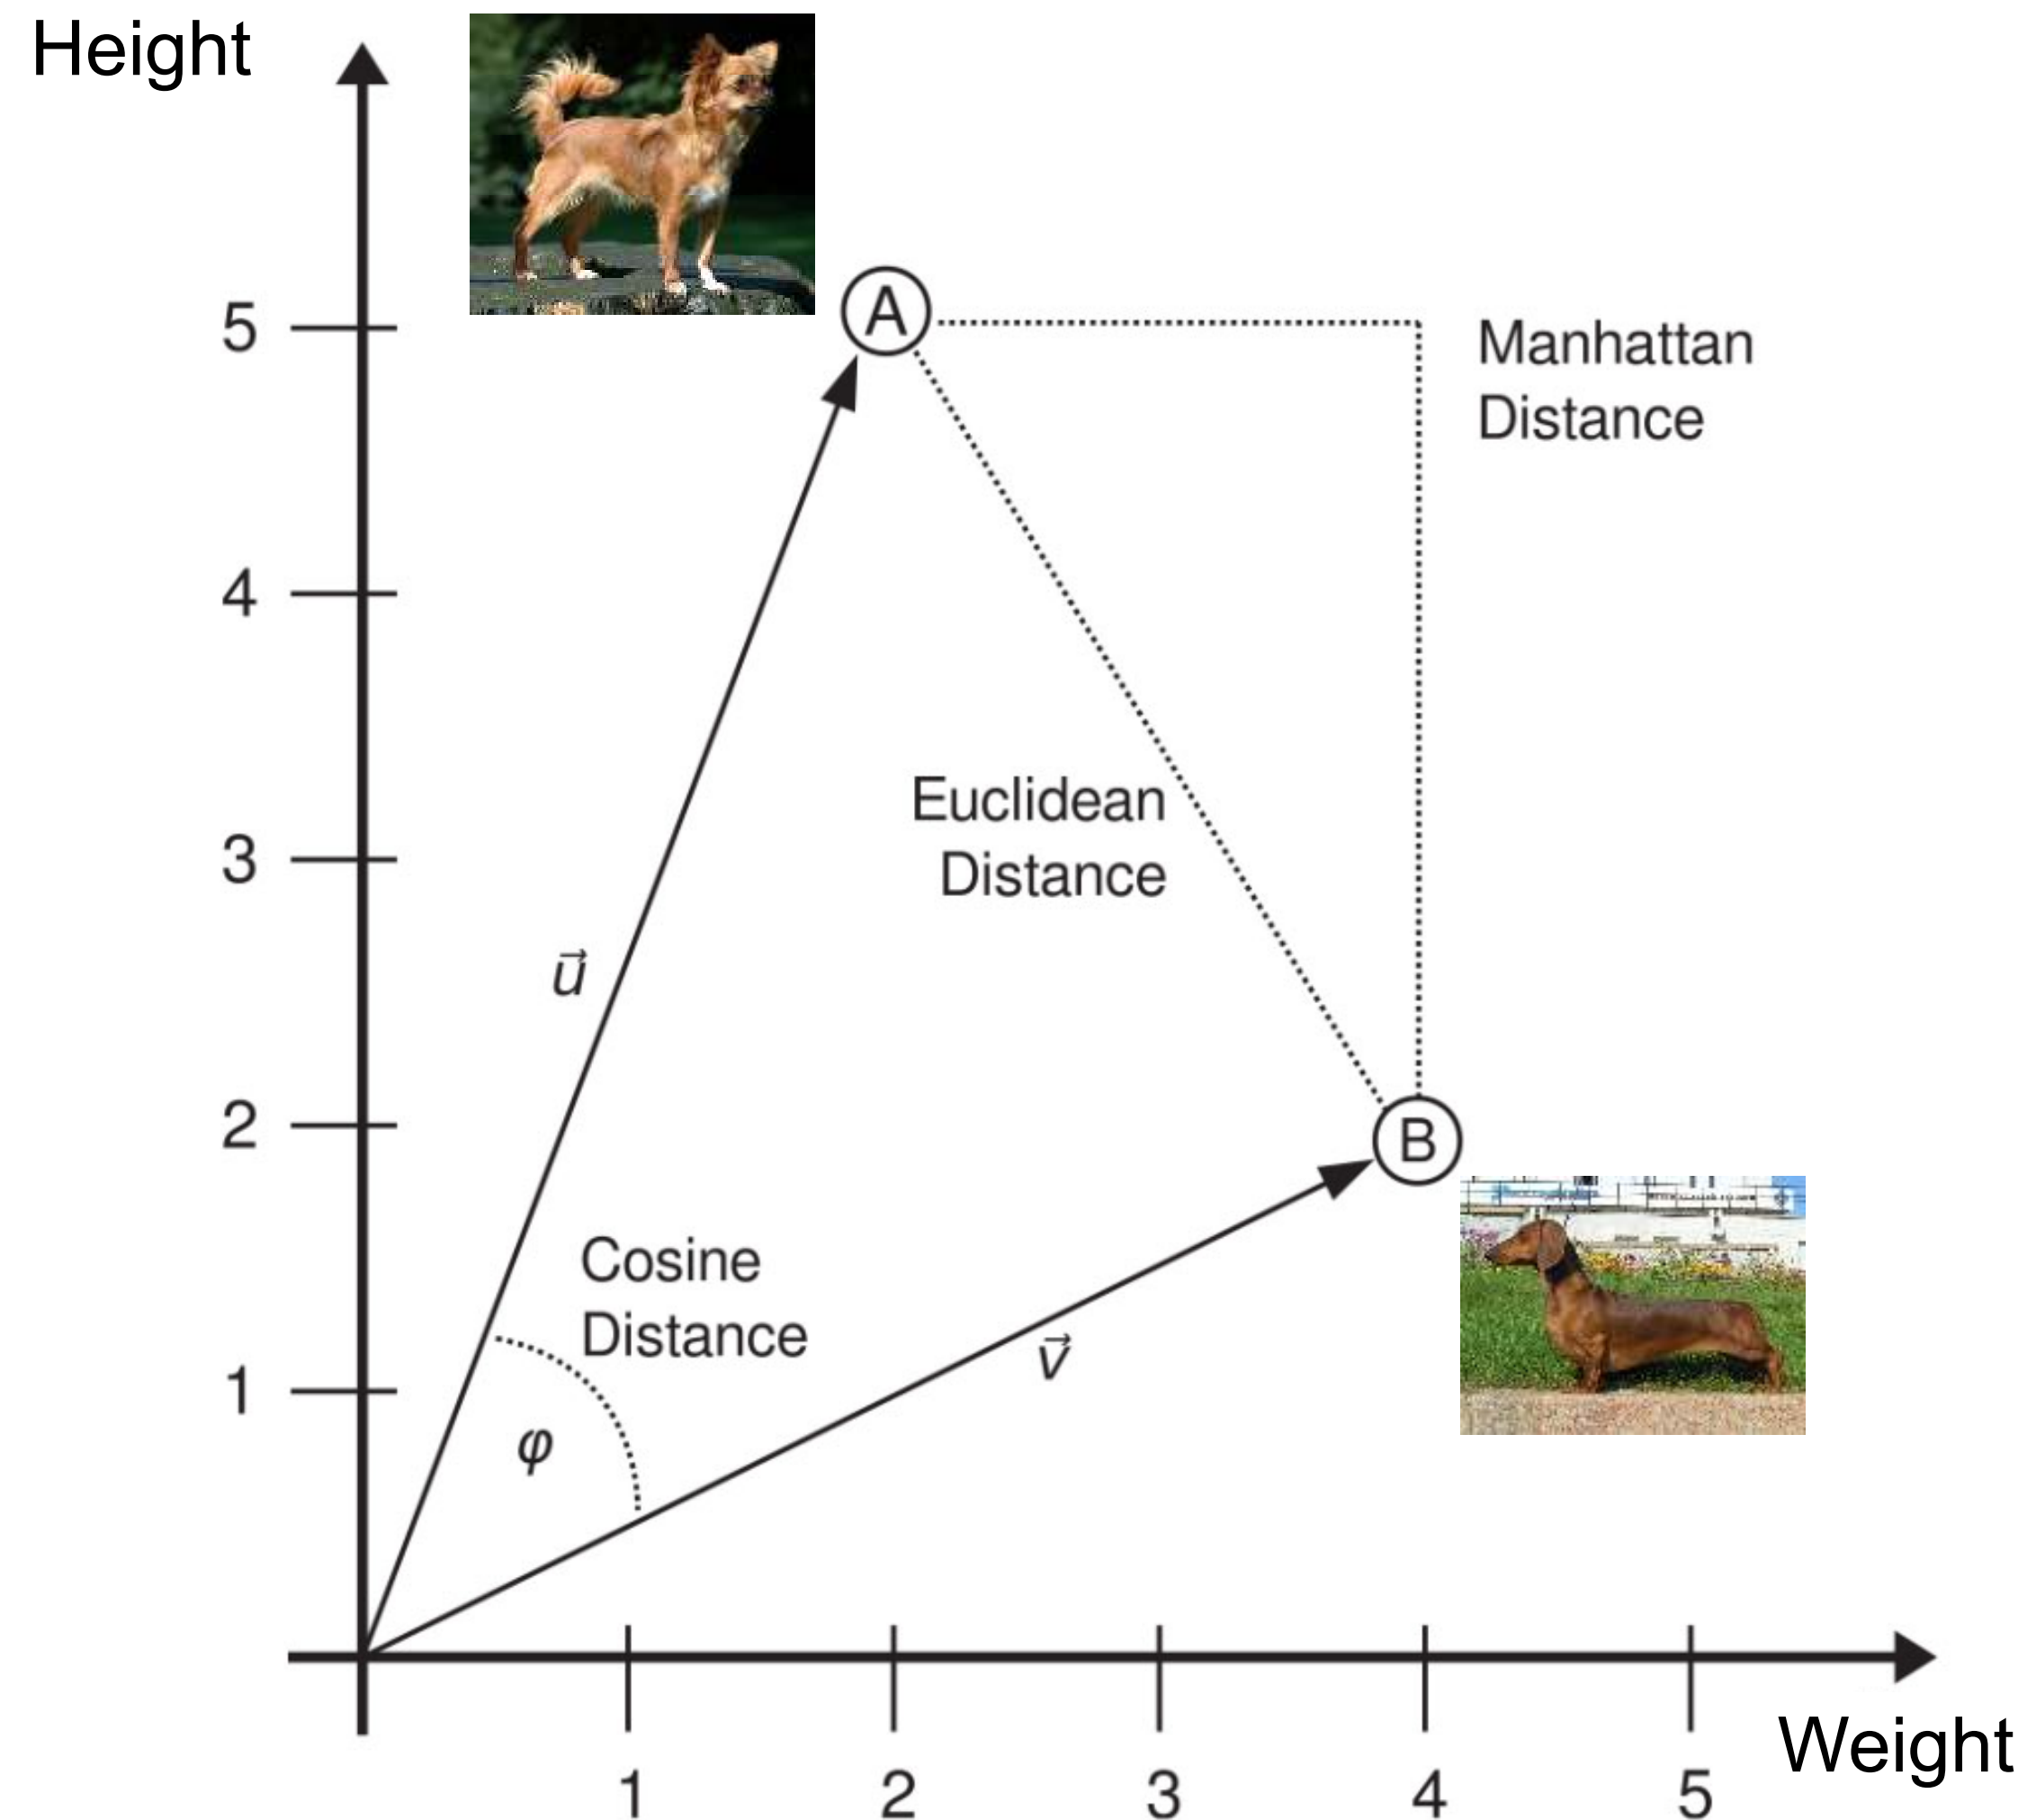 Height
A
5
Manhattan
Distance
4
Euclidean
Distance
3
u⃗
2
B
Cosine
Distance
v⃗
1
φ
Weight
1 2 3 4 5